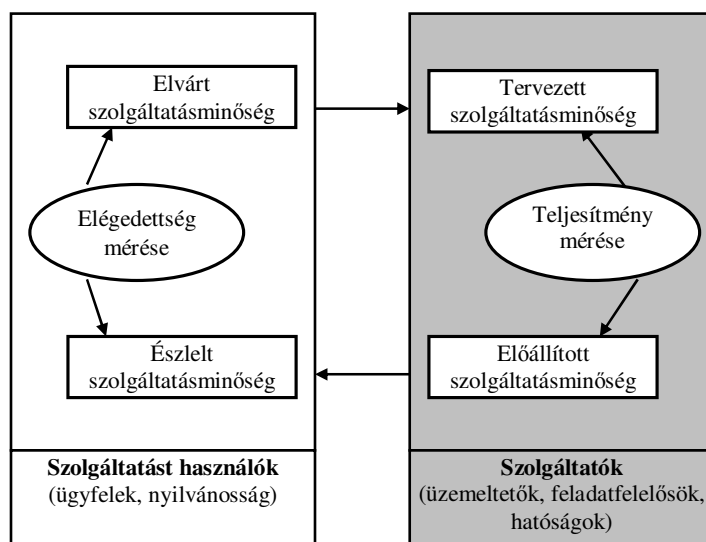 Elvárt
szolgáltatásminőség
Elégedettség
mérése
Észlelt
szolgáltatásminőség
Szolgáltatást használók
(ügyfelek, nyilvánosság)
Tervezett
szolgáltatásminőség
Teljesítmény
mérése
Előállított
szolgáltatásminőség
Szolgáltatók
(üzemeltetők, feladatfelelősök,
hatóságok)